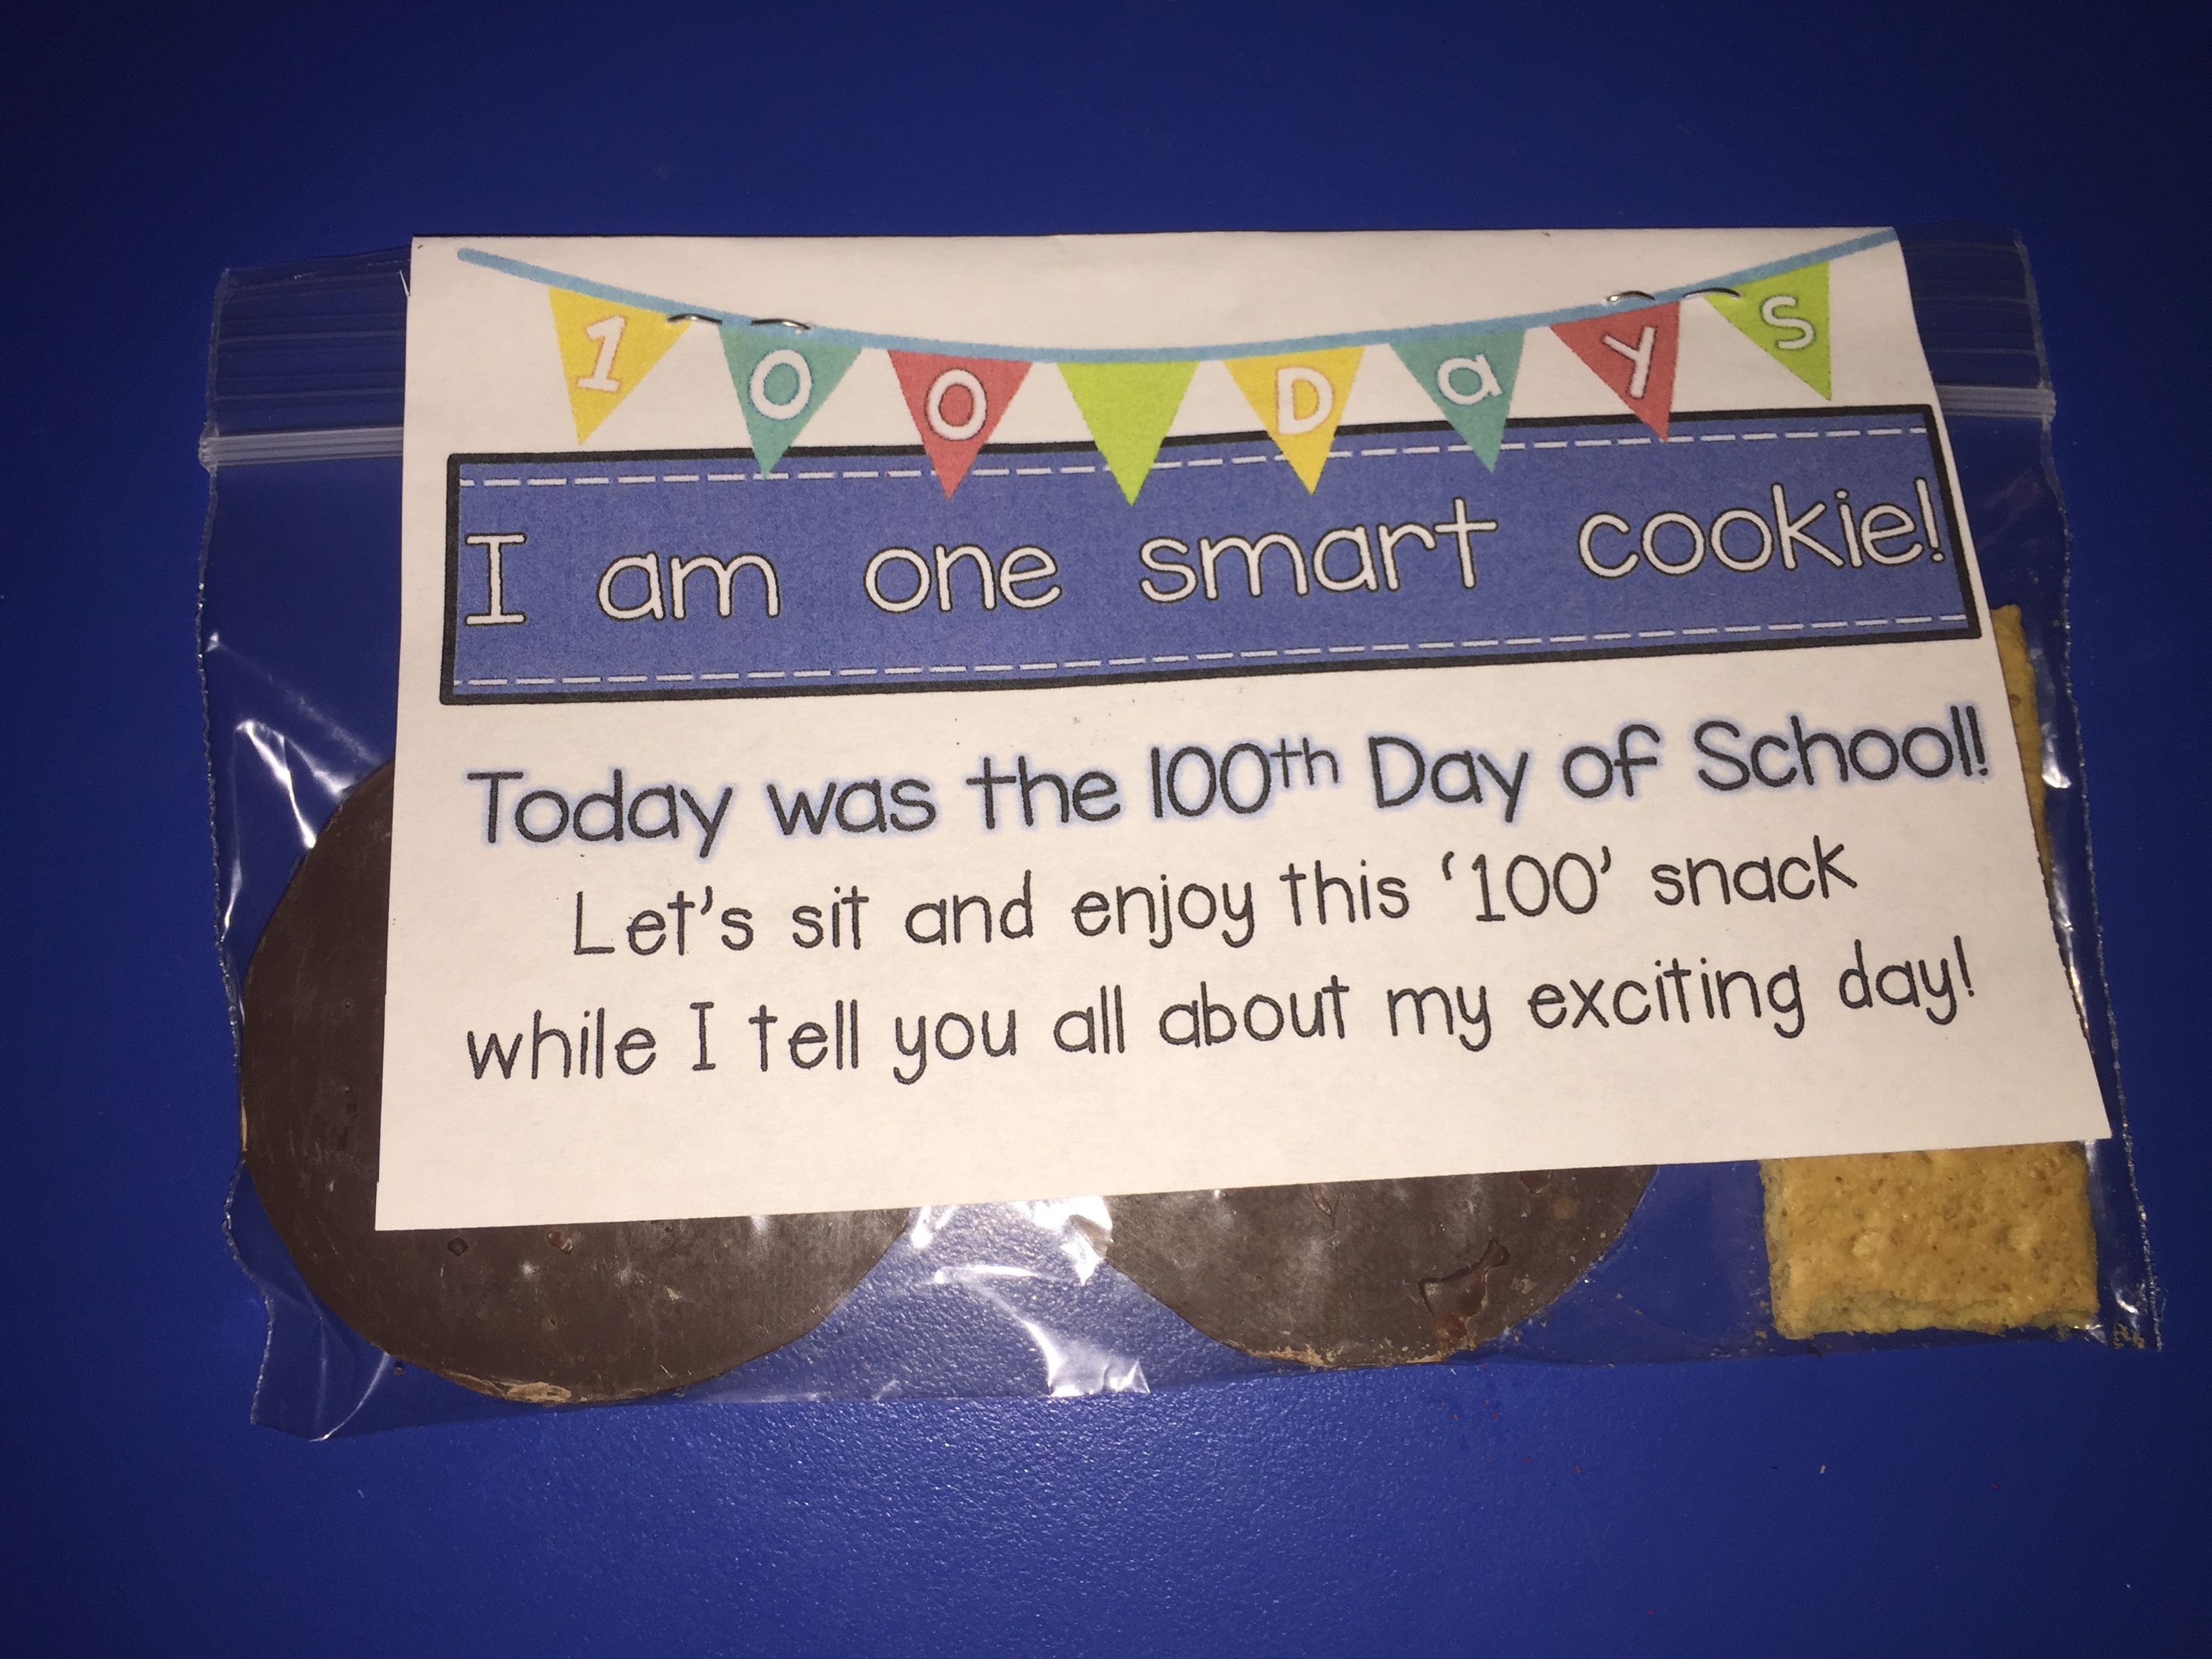 100 Days
I am one smart cookie!
Today was the 100th Day of School!
Let's sit and enjoy this '100' snack
while I tell you all about my exciting day!